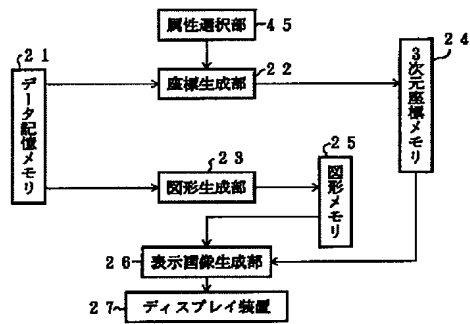 属性選択部
45
21
データ記憶メモリ
座標生成部
22
24
3次元座標メモリ
23
図形生成部
25
図形メモリ
26
表示画像生成部
27
ディスプレイ装置